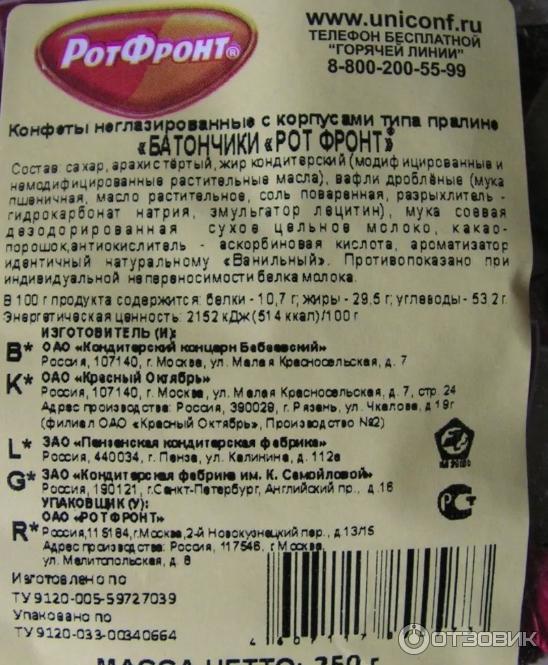 РОТФРОНТ®
www.uniconf.ru
ТЕЛЕФОН БЕСПЛАТНОЙ
"ГОРЯЧЕЙ ЛИНИИ"
8-800-200-55-99
Конфеты неглазированные с корпусами типа пралине
«БАТОНЧИКИ «РОТ ФРОНТ»
Состав: сахар, арахис тёртый, жир кондитерский (модифицированные и
немодифицированные растительные масла), вафли дроблёные (мука
пшеничная, масло растительное, соль поваренная, разрыхлитель -
гидрокарбонат натрия, эмульгатор лецитин), мука соевая
дезодорированная сухое цельное молоко, какао-
порошок,антиокислитель - аскорбиновая кислота, ароматизатор
идентичный натуральному «Ванильный». Противопоказано при
индивидуальной непереносимости белка молока.
В 100 г продукта содержится: белки - 10,7 г; жиры - 29,5 г; углеводы - 53,2 г.
Энергетическая ценность: 2152 кДж(514 ккал)/100 г
ИЗГОТОВИТЕЛЬ (И):
B* ОАО «Кондитерский концерн Бабаевский»
Россия, 107140, г. Москва, ул. Малая Красносельская, д. 7
K* ОАО «Красный Октябрь»
Россия, 107140, г. Москва, ул. Малая Красносельская, д. 7, стр. 24
Адрес производства: Россия, 390029, г. Рязань, ул. Чкалова, д 19г
(филиал ОАО «Красный Октябрь», Производство №2)
L* ЗАО «Пензенская кондитерская фабрика»
Россия, 440034, г. Пенза, ул. Калинина, д. 112а
G* ЗАО «Кондитерская фабрика им. К. Самойловой»
Россия, 190121, г.Санкт-Петербург, Английский пр., д.16
УПАКОВЩИК (У):
R* ОАО «РОТ ФРОНТ»
Россия,115184,г.Москва,2-й Новокузнецкий пер., д 13/15
Адрес производства: Россия, 117546, г Москва,
ул. Мелитопольская, д. 8
Изготовлено по
ТУ 9120-005-59727039
Упаковано по
ТУ 9120-033-00340664
МАССА НЕТТО: 250 г
ОТЗОВИК